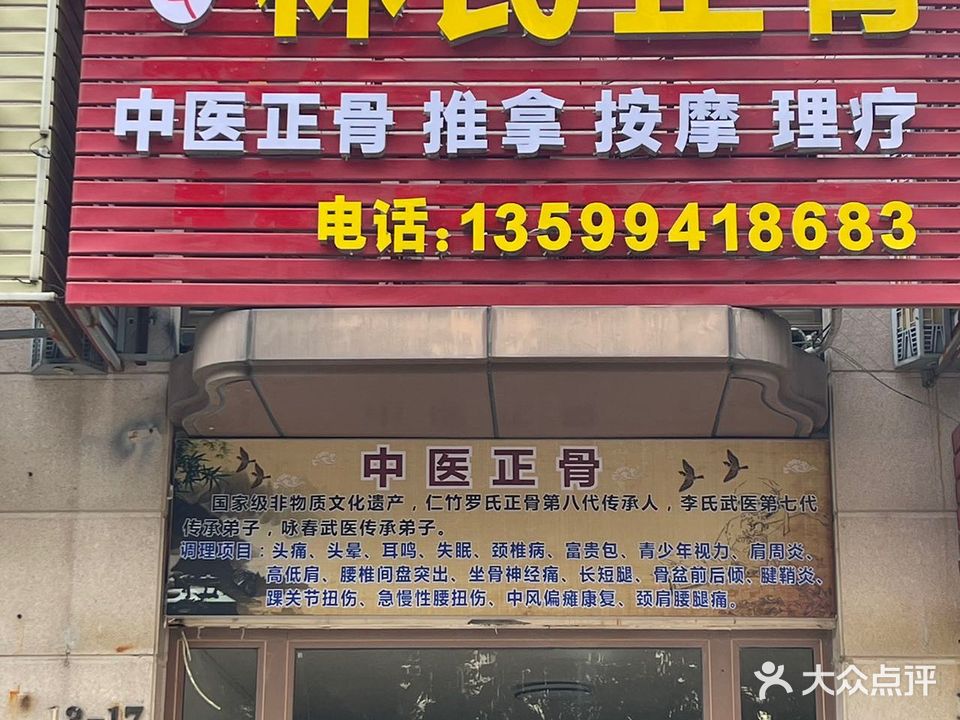 林氏正骨
中医正骨 推拿 按摩 理疗
电话:13599418683
中医正骨
国家级非物质文化遗产，仁竹罗氏正骨第八代传承人，李氏武医第七代
传承弟子，咏春武医传承弟子。
调理项目：头痛、头晕、耳鸣、失眠、颈椎病、富贵包、青少年视力、肩周炎、
高低肩、腰椎间盘突出、坐骨神经痛、长短腿、骨盆前后倾、腱鞘炎、
踝关节扭伤、急慢性腰扭伤、中风偏瘫康复、颈肩腰腿痛。
12-17
大众点评